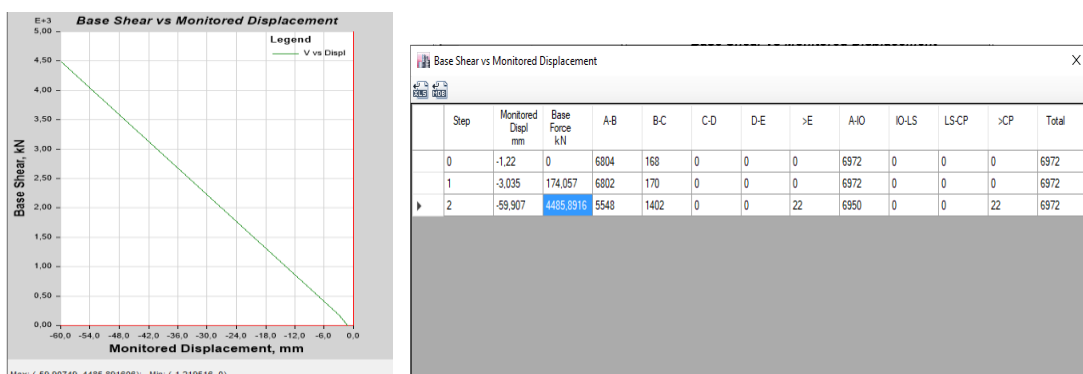 E+3 Base Shear vs Monitored Displacement
5,00
Legend
V vs Displ
4,50
4,00
3,50
3,00
2,50
2,00
1,50
1,00
0,50
0,00
Base Shear, kN
-60,0 -54,0 -48,0 -42,0 -36,0 -30,0 -24,0 -18,0 -12,0 -6,0 0,0
Monitored Displacement, mm
Base Shear vs Monitored Displacement X
XLS MDB
Step Monitored Displ mm Base Force kN A-B B-C C-D D-E >E A-IO IO-LS LS-CP >CP Total
0 -1,22 0 6804 168 0 0 0 6972 0 0 0 6972
1 -3,035 174,057 6802 170 0 0 0 6972 0 0 0 6972
2 -59,907 4485,8916 5548 1402 0 0 22 6950 0 0 22 6972